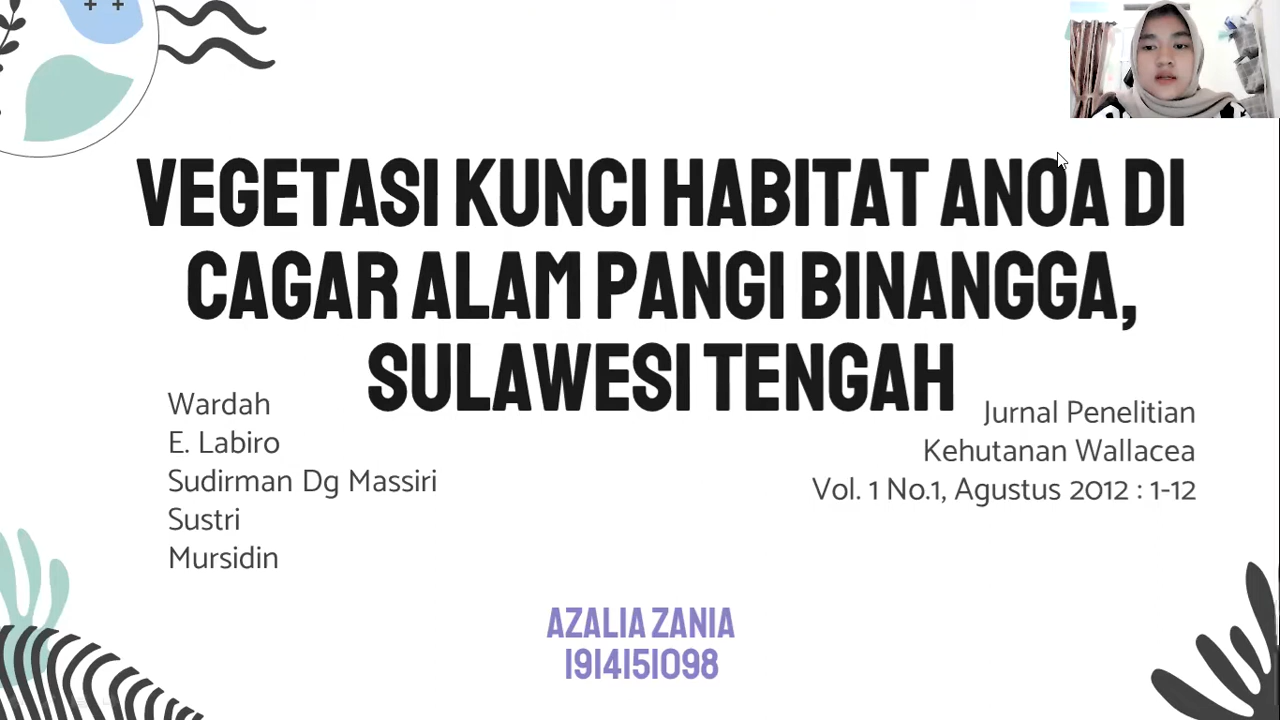 VEGETASI KUNCI HABITAT ANOA DI
CAGAR ALAM PANGI BINANGGA,
SULAWESI TENGAH
Wardah
E. Labiro
Sudirman Dg Massiri
Sustri
Mursidin
Jurnal Penelitian
Kehutanan Wallacea
Vol. 1 No.1, Agustus 2012 : 1-12
AZALIA ZANIA
1914151098